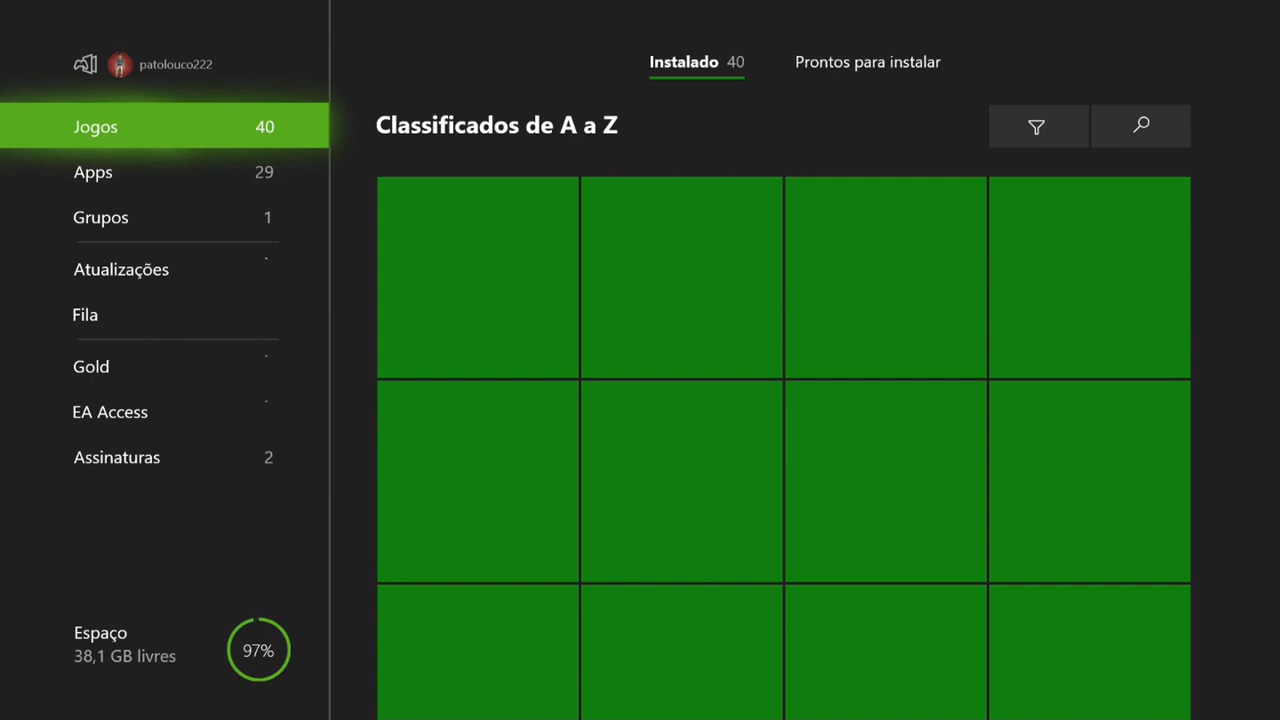 patolouco222
Jogos 40
Apps 29
Grupos 1
Atualizações
Fila
Gold
EA Access
Assinaturas 2
Espaço
38,1 GB livres
97%
Instalado 40
Prontos para instalar
Classificados de A a Z